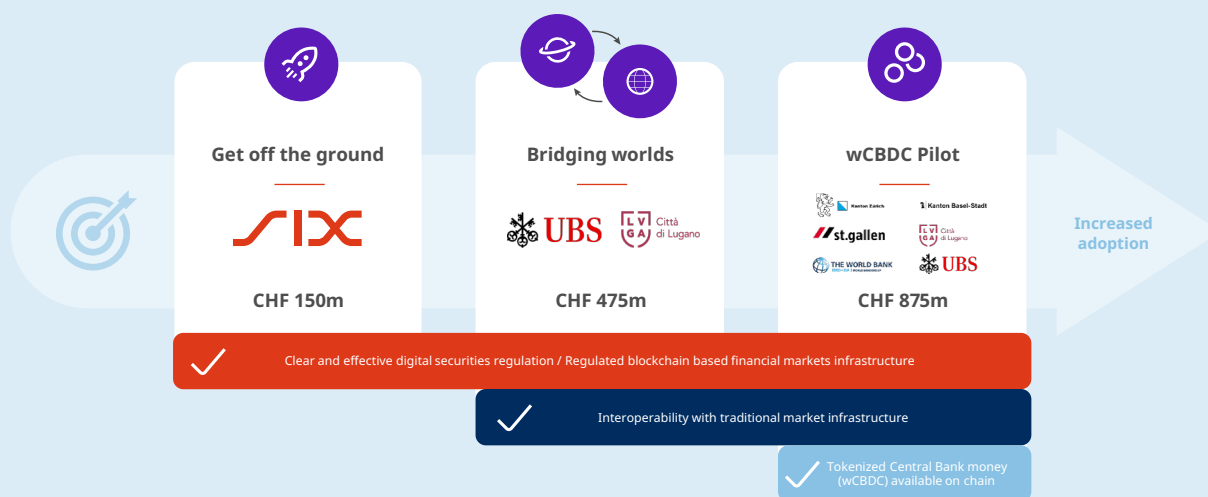 Get off the ground
SIX
CHF 150m
Bridging worlds
UBS
LVGA Città
di Lugano
CHF 475m
wCBDC Pilot
Kanton Zürich
Kanton Basel-Stadt
st.gallen
LVGA Città
di Lugano
THE WORLD BANK
UBS
CHF 875m
Increased
adoption
Clear and effective digital securities regulation / Regulated blockchain based financial markets infrastructure
Interoperability with traditional market infrastructure
Tokenized Central Bank money
(wCBDC) available on chain